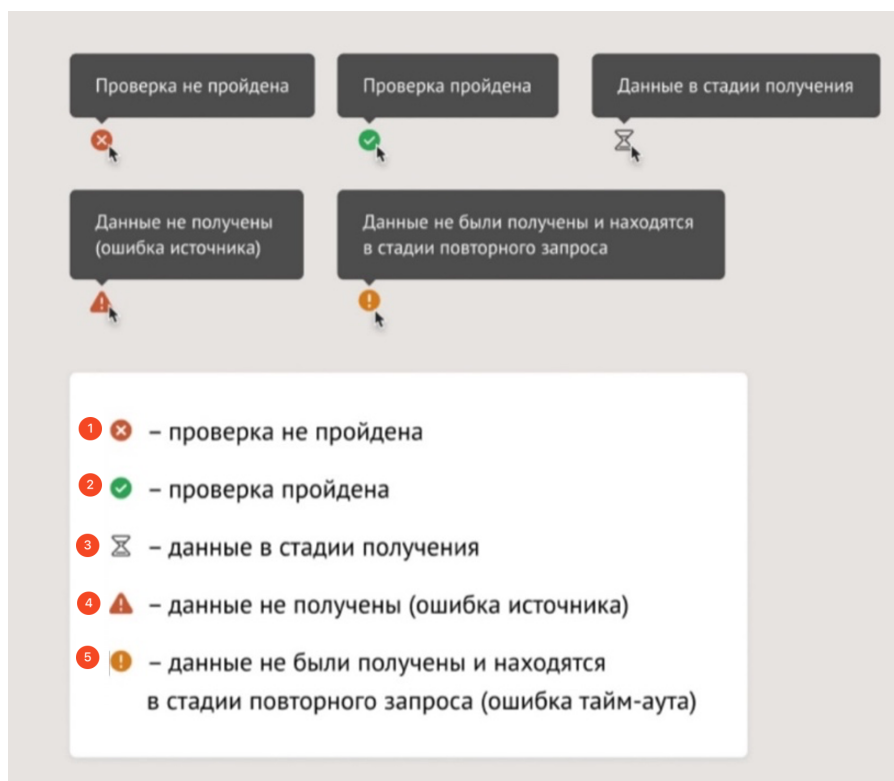 Проверка не пройдена
Проверка пройдена
Данные в стадии получения
Данные не получены
(ошибка источника)
Данные не были получены и находятся
в стадии повторного запроса
1 – проверка не пройдена
2 – проверка пройдена
3 – данные в стадии получения
4 – данные не получены (ошибка источника)
5 – данные не были получены и находятся
в стадии повторного запроса (ошибка тайм-аута)